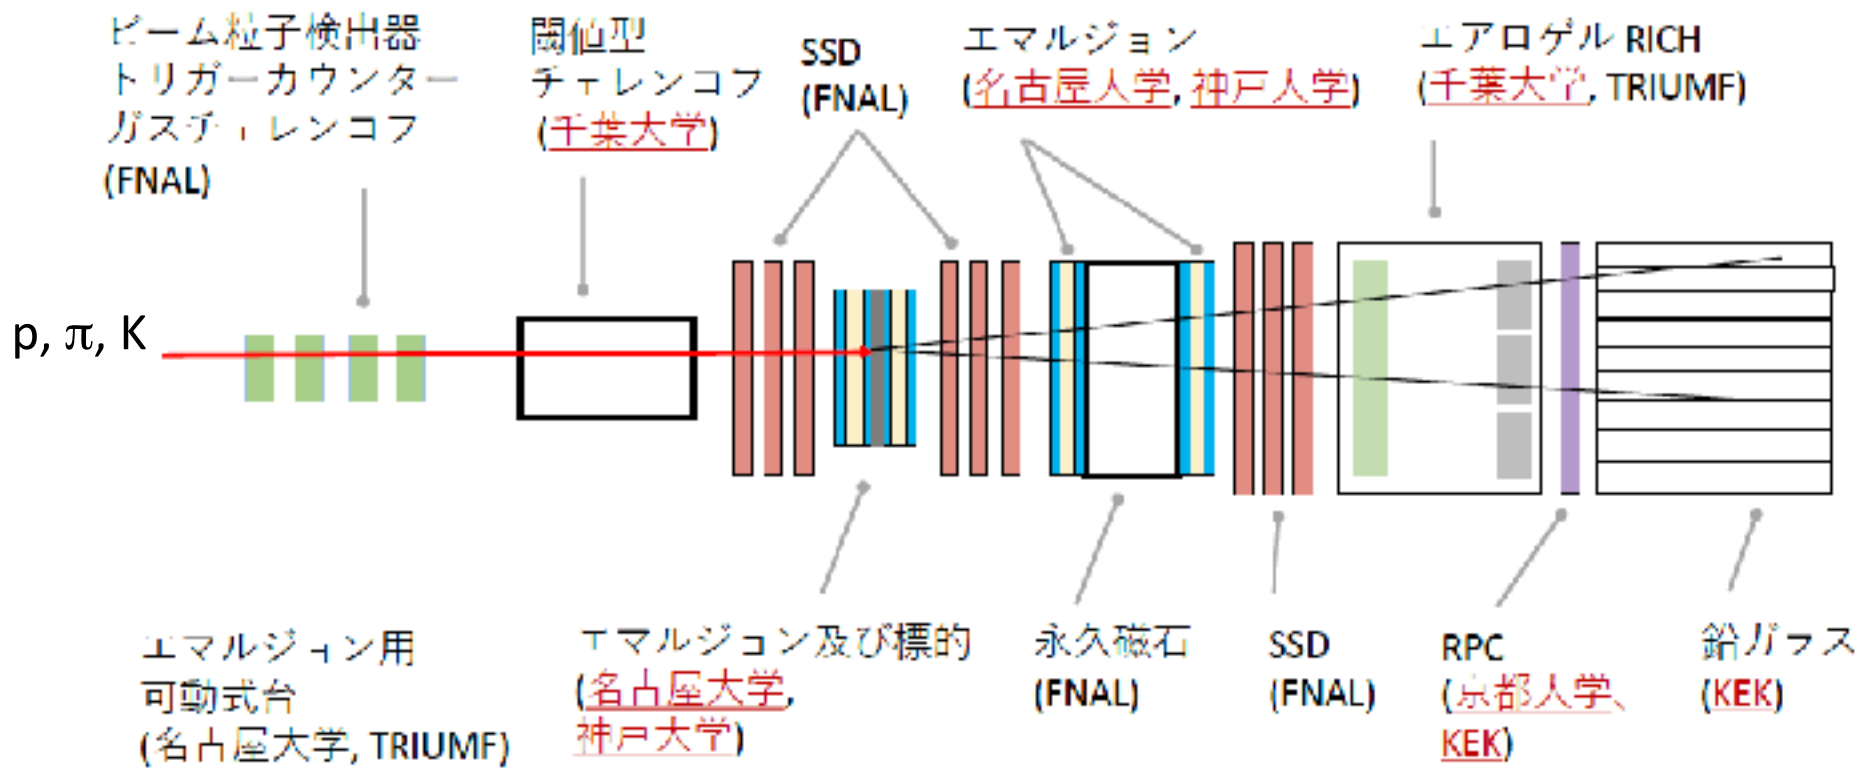 ビーム粒子検出器
トリガーカウンター
ガスチェレンコフ
(FNAL)
閾値型
チェレンコフ
(千葉大学)
SSD
(FNAL)
エマルジョン
(名古屋大学, 神戸大学)
エアロゲル RICH
(千葉大学, TRIUMF)
p, π, K
エマルジョン用
可動式台
(名古屋大学, TRIUMF)
エマルジョン及び標的
(名古屋大学,
神戸大学)
永久磁石
(FNAL)
SSD
(FNAL)
RPC
(京都大学、
KEK)
鉛ガラス
(KEK)